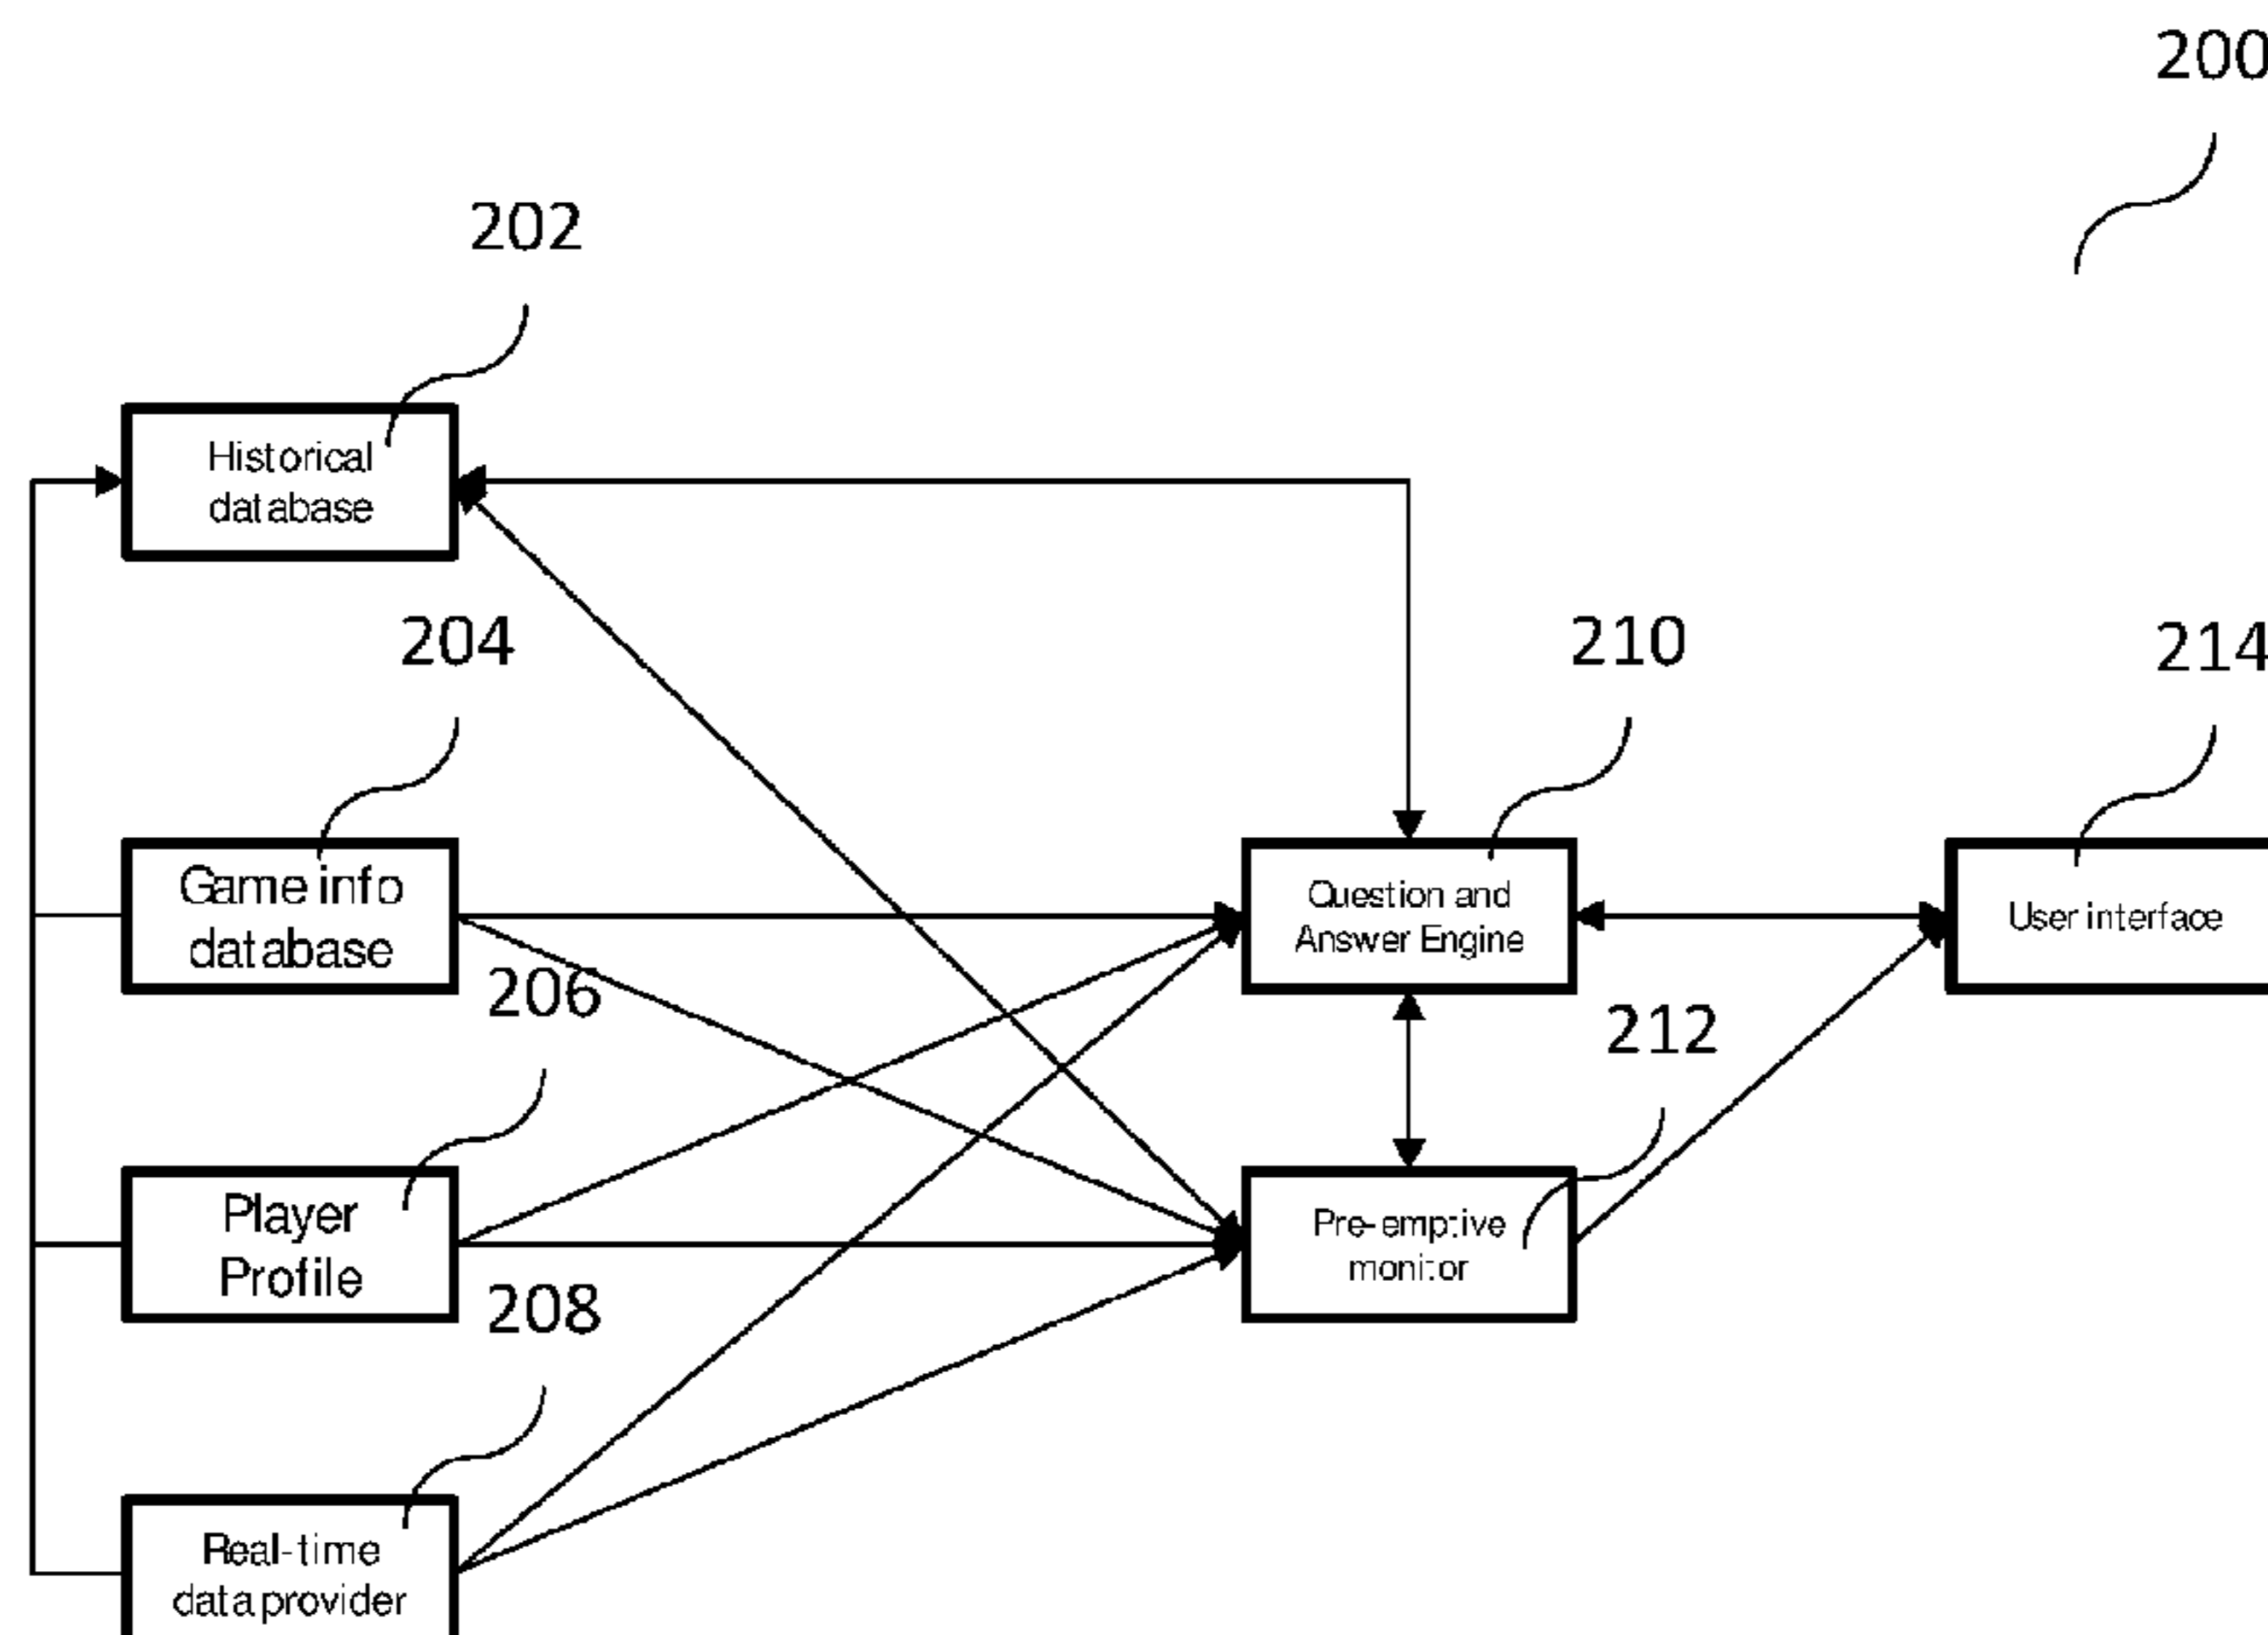 200
202
Historical
database
204
210
214
Game info
database
Question and
Answer Engine
User interface
206
212
Player
Profile
Pre-emptive
monitor
208
Real-time
data provider